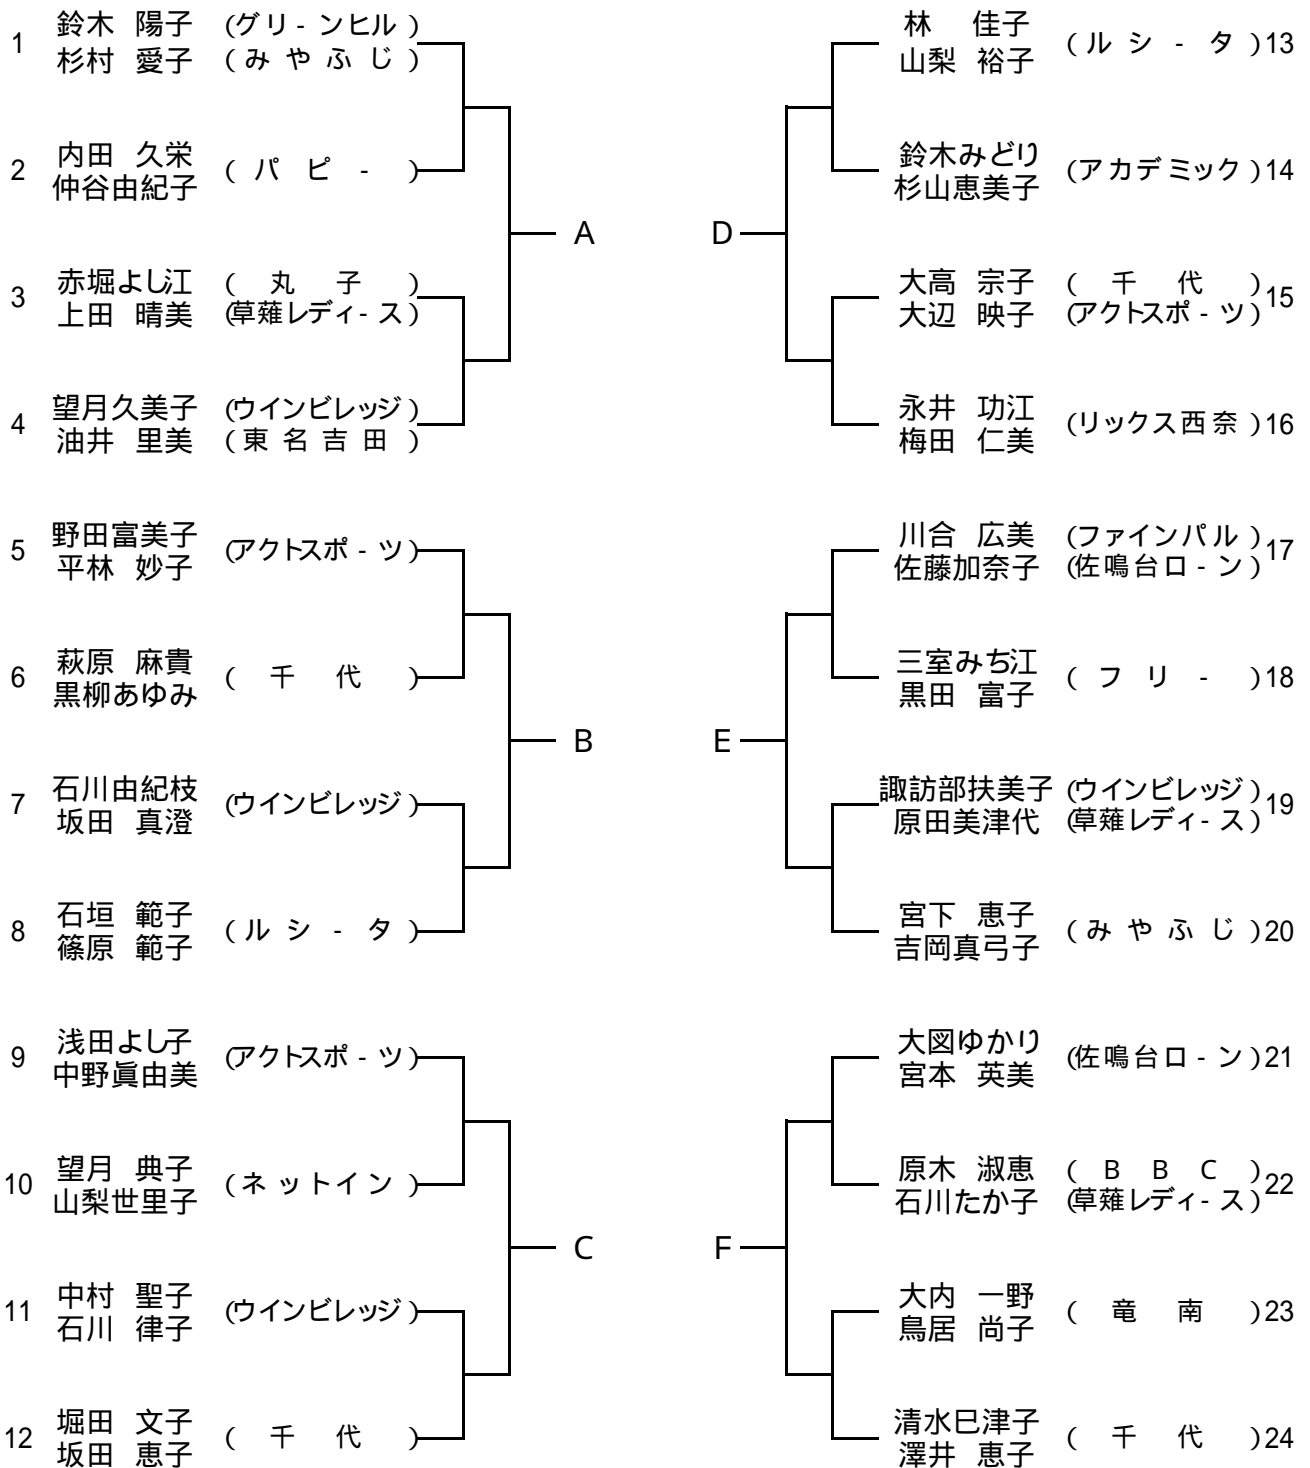 1 鈴木 陽子 (グリ-ンヒル)
杉村 愛子 (みやふじ)
2 内田 久栄 (パピ-)
仲谷由紀子
A
3 赤堀よし江 (丸子)
上田 晴美 (草薙レディ-ス)
4 望月久美子 (ウインビレッジ)
油井 里美 (東名吉田)
5 野田富美子 (アクトスポ-ツ)
平林 妙子
6 萩原 麻貴 (千代)
黒柳あゆみ
B
7 石川由紀枝 (ウインビレッジ)
坂田 真澄
8 石垣 範子 (ルシ-タ)
篠原 範子
9 浅田よし子 (アクトスポ-ツ)
中野眞由美
10 望月 典子 (ネットイン)
山梨世里子
C
11 中村 聖子 (ウインビレッジ)
石川 律子
12 堀田 文子 (千代)
坂田 恵子
林 佳子 (ルシ-タ) 13
山梨 裕子
鈴木みどり (アカデミック) 14
杉山恵美子
D
大高 宗子 (千代) 15
大辺 映子 (アクトスポ-ツ)
永井 功江 (リックス西奈) 16
梅田 仁美
川合 広美 (ファインパル) 17
佐藤加奈子 (佐鳴台ロ-ン)
三室みち江 (フリ-) 18
黒田 富子
E
諏訪部扶美子 (ウインビレッジ) 19
原田美津代 (草薙レディ-ス)
宮下 恵子 (みやふじ) 20
吉岡真弓子
大図ゆかり (佐鳴台ロ-ン) 21
宮本 英美
原木 淑恵 (BBC) 22
石川たか子 (草薙レディ-ス)
F
大内 一野 (竜南) 23
鳥居 尚子
清水巳津子 (千代) 24
澤井 恵子